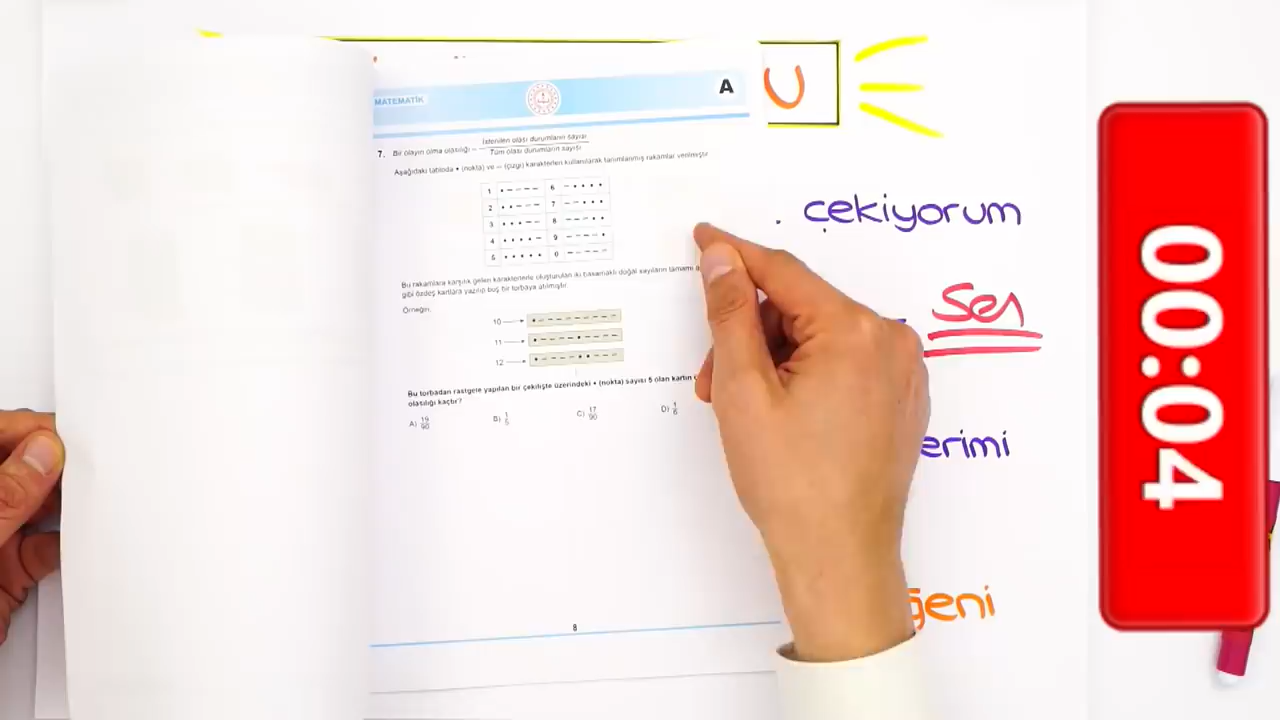 U
MATEMATİK
A
7. Bir olayın olma olasılığı = İstenilen olası durumların sayısı
Tüm olası durumların sayısı
Aşağıdaki tabloda • (nokta) ve – (çizgi) karakterleri kullanılarak tanımlanmış rakamlar verilmiştir.
1 • – – – – 6 – • • • •
2 • • – – – 7 – – • • •
3 • • • – – 8 – – – • •
4 • • • • – 9 – – – – •
5 • • • • • 0 – – – – –
Bu rakamlara karşılık gelen karakterlerle oluşturulan iki basamaklı doğal sayıların tamamı
gibi özdeş kartlara yazılıp boş bir torbaya atılmıştır.
Örneğin;
10 → • – – – – – – – – –
11 → • – – – – • – – – –
12 → • – – – – • • – – –
Bu torbadan rastgele yapılan bir çekilişte üzerindeki • (nokta) sayısı 5 olan kartın
olasılığı kaçtır?
A) 19/90 B) 1/5 C) 17/90 D) 1/6
8
çekiyorum
Ses
erimi
ğeni
00:04